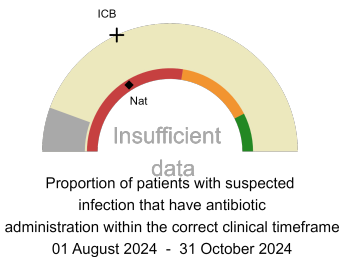 ICB
Nat
Insufficient
data
Proportion of patients with suspected
infection that have antibiotic
administration within the correct clinical timeframe
01 August 2024 - 31 October 2024